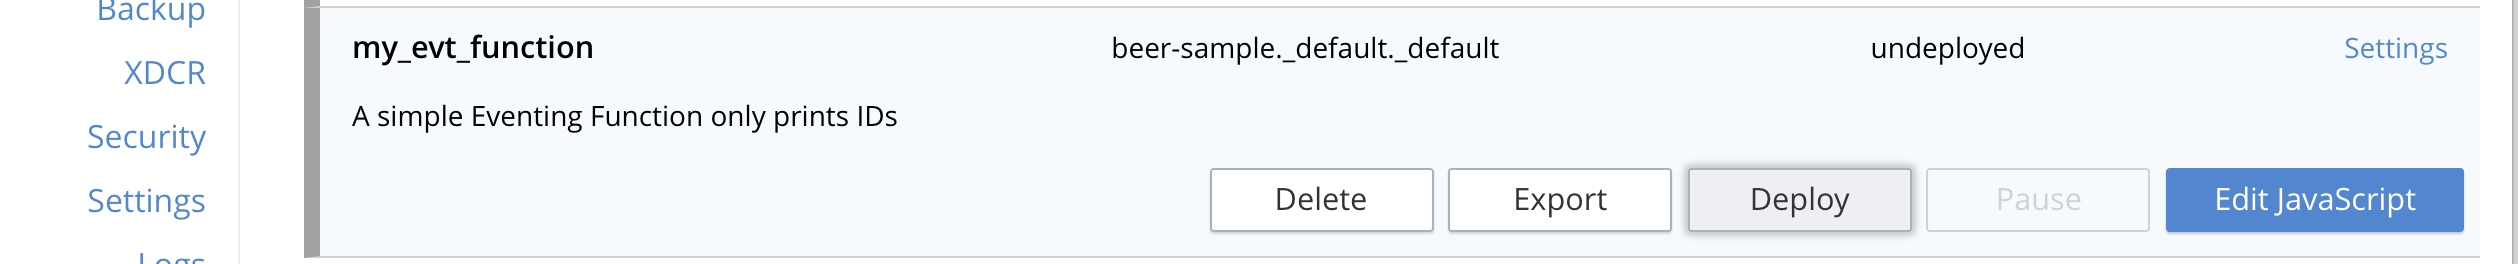 Backup
XDCR
Security
Settings
Logs
my_evt_function beer-sample._default._default undeployed Settings
A simple Eventing Function only prints IDs
Delete Export Deploy Pause Edit JavaScript